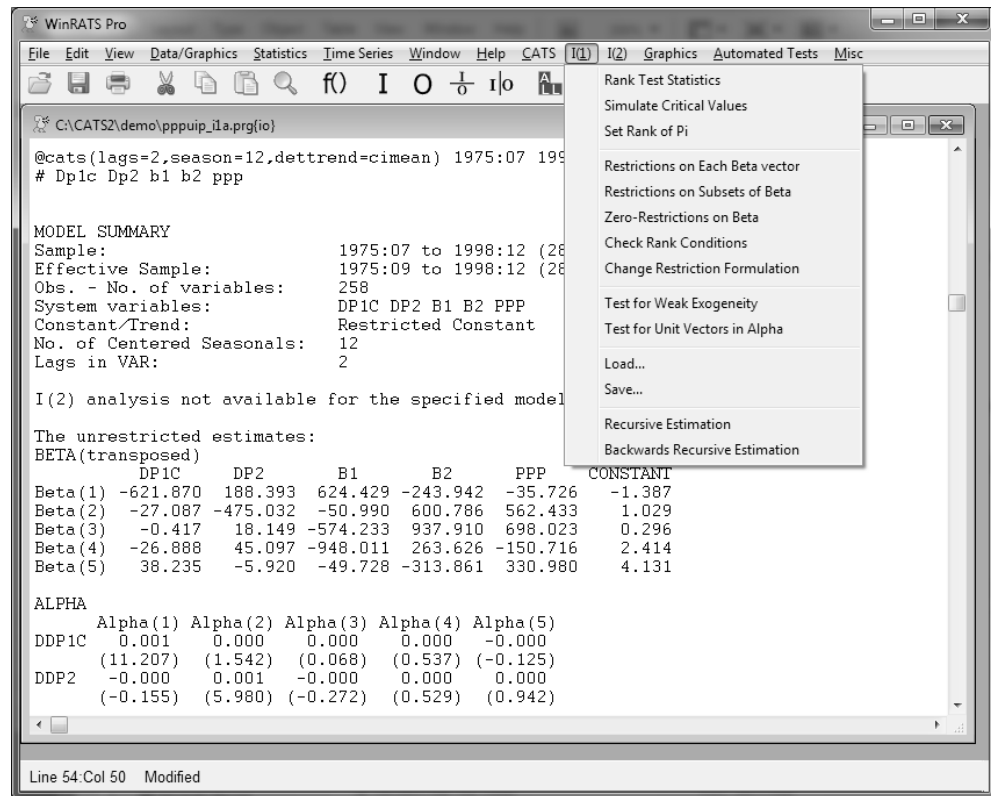 WinRATS Pro
File Edit View Data/Graphics Statistics Time Series Window Help CATS I(1) I(2) Graphics Automated Tests Misc
f() I O I/O I|O
Rank Test Statistics
Simulate Critical Values
Set Rank of Pi
Restrictions on Each Beta vector
Restrictions on Subsets of Beta
Zero-Restrictions on Beta
Check Rank Conditions
Change Restriction Formulation
Test for Weak Exogeneity
Test for Unit Vectors in Alpha
Load...
Save...
Recursive Estimation
Backwards Recursive Estimation
C:\CATS2\demo\pppuip_i1a.prg{io}
@cats(lags=2,season=12,dettrend=cimean) 1975:07 199
# Dp1c Dp2 b1 b2 ppp
MODEL SUMMARY
Sample: 1975:07 to 1998:12 (28
Effective Sample: 1975:09 to 1998:12 (28
Obs. - No. of variables: 258
System variables: DP1C DP2 B1 B2 PPP
Constant/Trend: Restricted Constant
No. of Centered Seasonals: 12
Lags in VAR: 2
I(2) analysis not available for the specified model
The unrestricted estimates:
BETA(transposed)
DP1C DP2 B1 B2 PPP CONSTANT
Beta(1) -621.870 188.393 624.429 -243.942 -35.726 -1.387
Beta(2) -27.087 -475.032 -50.990 600.786 562.433 1.029
Beta(3) -0.417 18.149 -574.233 937.910 698.023 0.296
Beta(4) -26.888 45.097 -948.011 263.626 -150.716 2.414
Beta(5) 38.235 -5.920 -49.728 -313.861 330.980 4.131
ALPHA
Alpha(1) Alpha(2) Alpha(3) Alpha(4) Alpha(5)
DDP1C 0.001 0.000 0.000 0.000 -0.000
(11.207) (1.542) (0.068) (0.537) (-0.125)
DDP2 -0.000 0.001 -0.000 0.000 0.000
(-0.155) (5.980) (-0.272) (0.529) (0.942)
Line 54:Col 50 Modified